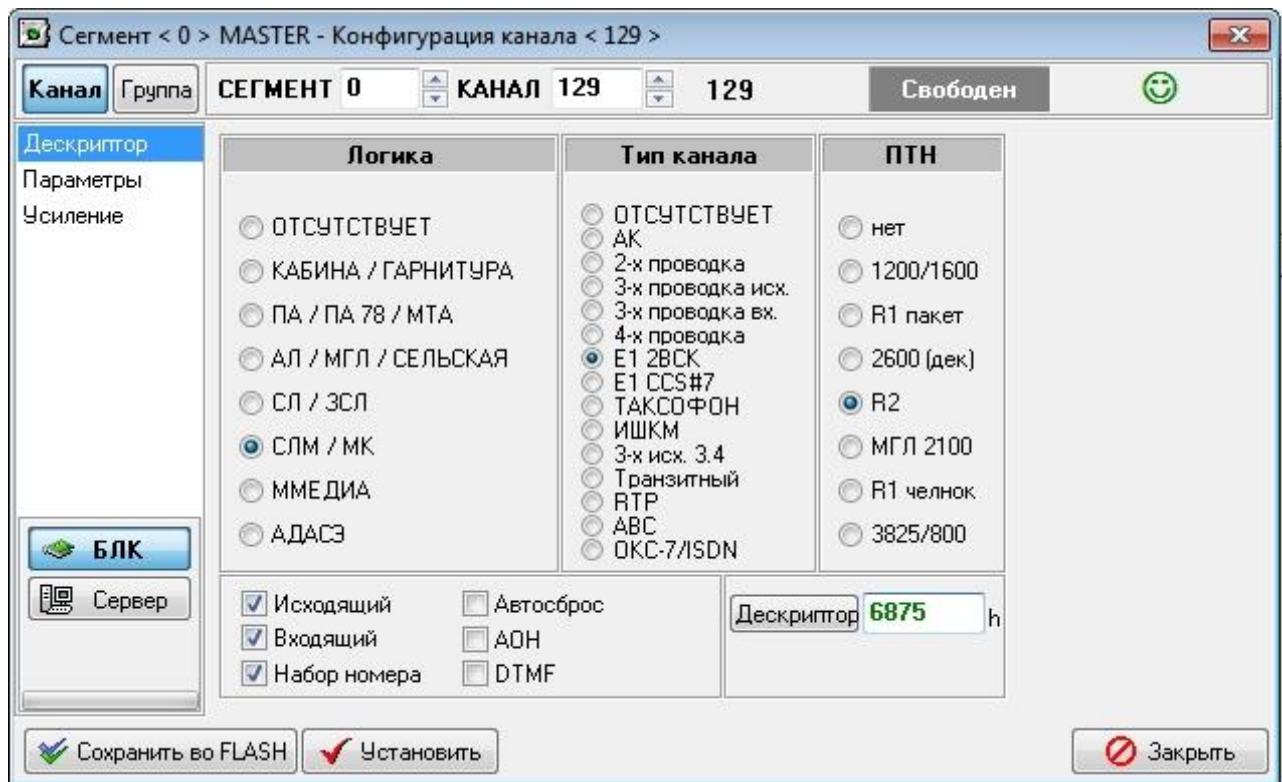 Сегмент < 0 > MASTER - Конфигурация канала < 129 >
Канал Группа СЕГМЕНТ 0 КАНАЛ 129 129 Свободен
Дескриптор
Параметры
Усиление
Логика
ОТСУТСТВУЕТ
КАБИНА / ГАРНИТУРА
ПА / ПА 78 / МТА
АЛ / МГЛ / СЕЛЬСКАЯ
СЛ / ЗСЛ
СЛМ / МК
ММЕДИА
АДАСЭ
Тип канала
ОТСУТСТВУЕТ
АК
2-х проводка
3-х проводка исх.
3-х проводка вх.
4-х проводка
E1 2ВСК
E1 CCS#7
ТАКСОФОН
ИШКМ
3-х исх. 3.4
Транзитный
RTP
ABC
ОКС-7/ISDN
ПТН
нет
1200/1600
R1 пакет
2600 (дек)
R2
МГЛ 2100
R1 челнок
3825/800
БЛК
Сервер
Исходящий
Входящий
Набор номера
Автосброс
АОН
DTMF
Дескриптор 6875 h
Сохранить во FLASH
Установить
Закрыть